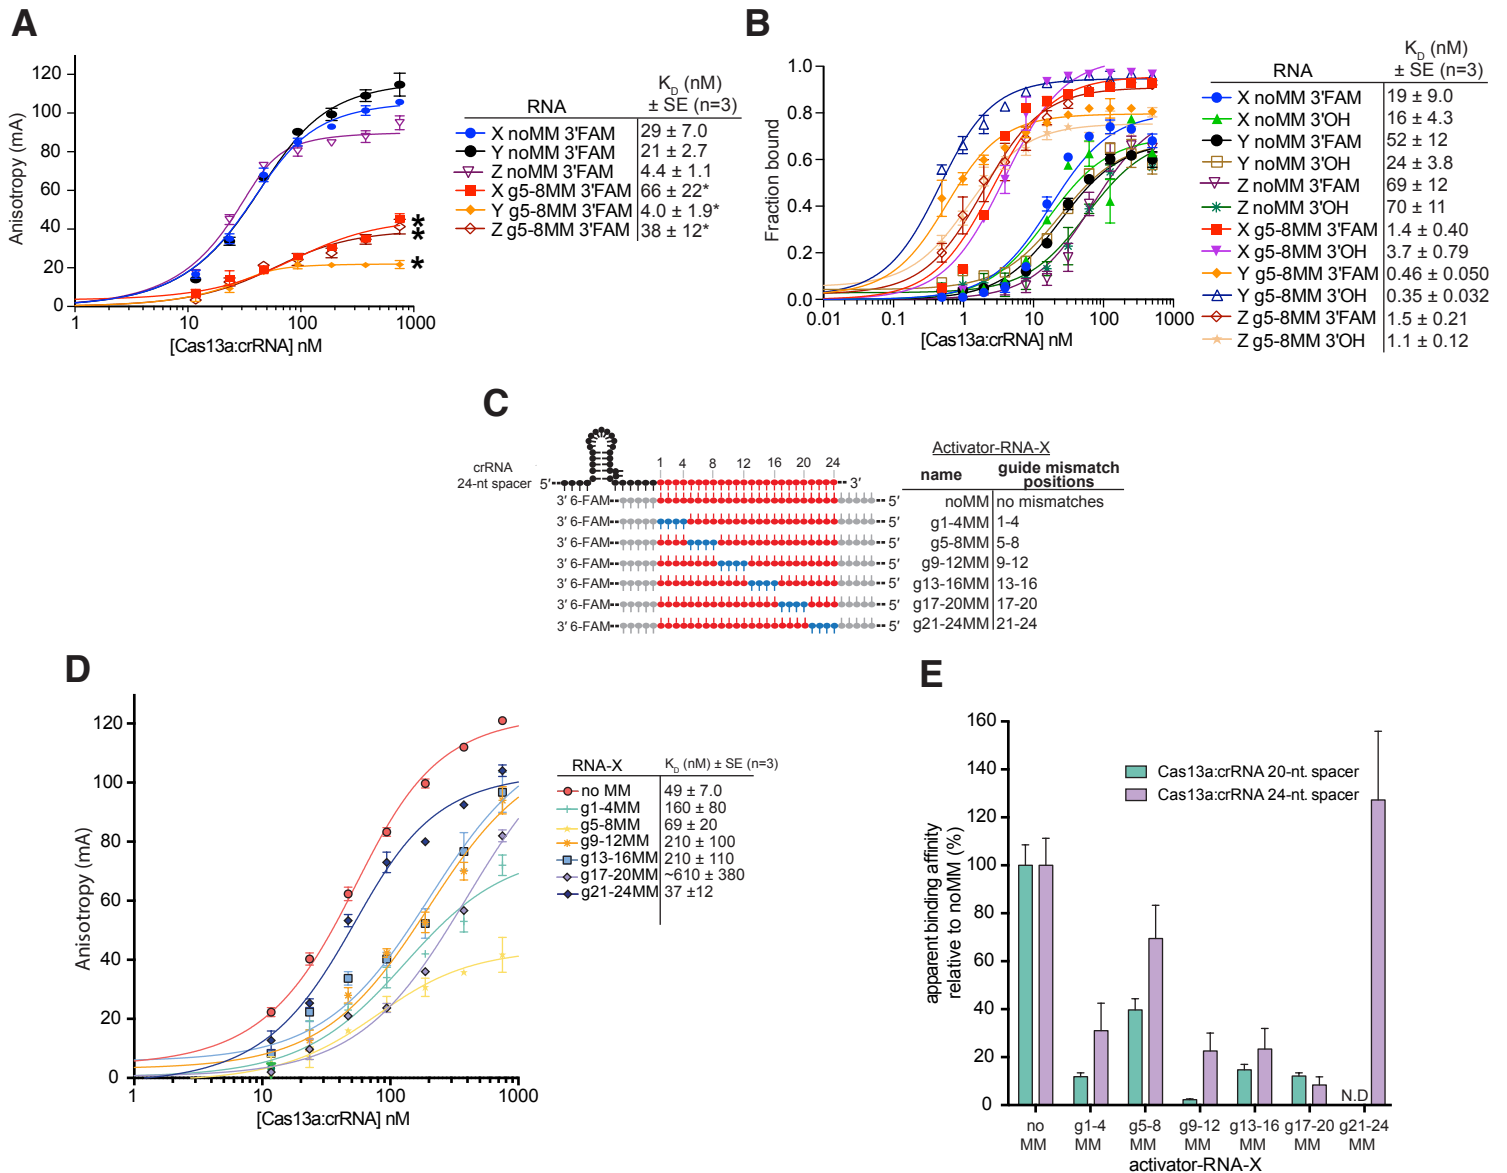 A
120
100
80
60
40
20
0
Anisotropy (mA)
1
10
100
1000
[Cas13a:crRNA] nM
*
*
*
RNA
K_D (nM)
± SE (n=3)
X noMM 3'FAM 29 ± 7.0
Y noMM 3'FAM 21 ± 2.7
Z noMM 3'FAM 4.4 ± 1.1
X g5-8MM 3'FAM 66 ± 22*
Y g5-8MM 3'FAM 4.0 ± 1.9*
Z g5-8MM 3'FAM 38 ± 12*
B
1.0
0.8
0.6
0.4
0.2
0.0
Fraction bound
0.01
0.1
1
10
100
1000
[Cas13a:crRNA] nM
RNA
K_D (nM)
± SE (n=3)
X noMM 3'FAM 19 ± 9.0
X noMM 3'OH 16 ± 4.3
Y noMM 3'FAM 52 ± 12
Y noMM 3'OH 24 ± 3.8
Z noMM 3'FAM 69 ± 12
Z noMM 3'OH 70 ± 11
X g5-8MM 3'FAM 1.4 ± 0.40
X g5-8MM 3'OH 3.7 ± 0.79
Y g5-8MM 3'FAM 0.46 ± 0.050
Y g5-8MM 3'OH 0.35 ± 0.032
Z g5-8MM 3'FAM 1.5 ± 0.21
Z g5-8MM 3'OH 1.1 ± 0.12
C
crRNA
24-nt spacer 5′ 3′
1 4 8 12 16 20 24
3′ 6-FAM 5′
3′ 6-FAM 5′
3′ 6-FAM 5′
3′ 6-FAM 5′
3′ 6-FAM 5′
3′ 6-FAM 5′
3′ 6-FAM 5′
Activator-RNA-X
name
guide mismatch
positions
noMM no mismatches
g1-4MM 1-4
g5-8MM 5-8
g9-12MM 9-12
g13-16MM 13-16
g17-20MM 17-20
g21-24MM 21-24
D
120
100
80
60
40
20
0
Anisotropy (mA)
1
10
100
1000
[Cas13a:crRNA] nM
RNA-X K_D (nM) ± SE (n=3)
no MM 49 ± 7.0
g1-4MM 160 ± 80
g5-8MM 69 ± 20
g9-12MM 210 ± 100
g13-16MM 210 ± 110
g17-20MM ~610 ± 380
g21-24MM 37 ±12
E
160
140
120
100
80
60
40
20
0
apparent binding affinity
relative to noMM (%)
Cas13a:crRNA 20-nt. spacer
Cas13a:crRNA 24-nt. spacer
N.D
no g1-4 g5-8 g9-12 g13-16 g17-20 g21-24
MM MM MM MM MM MM MM
activator-RNA-X